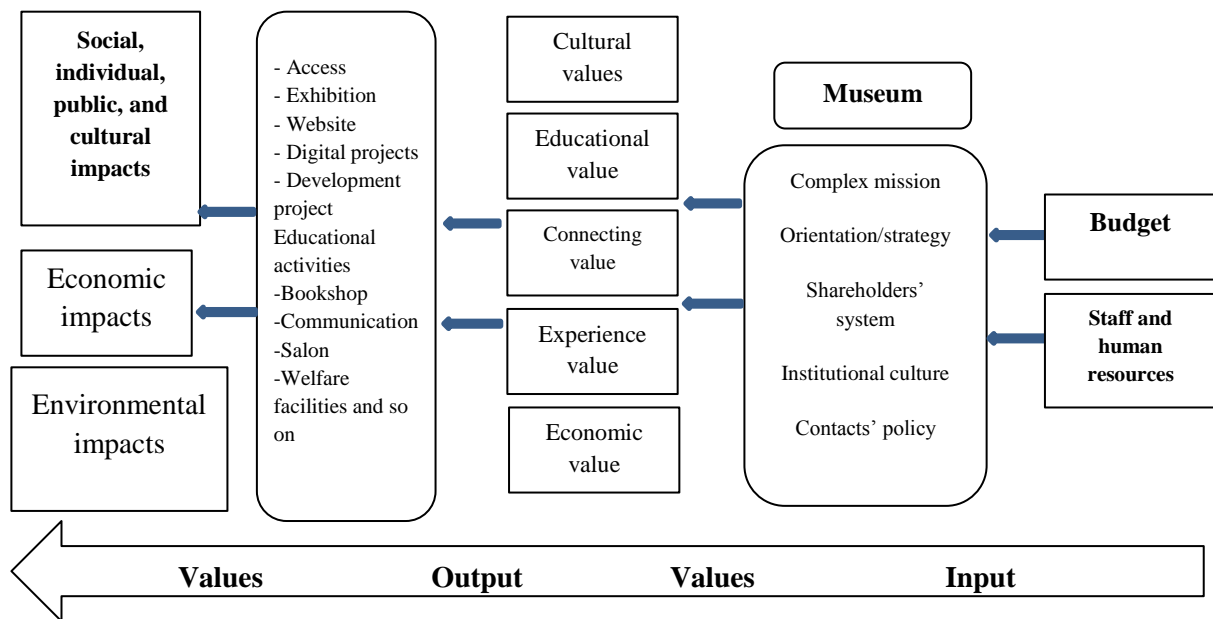 Social,
individual,
public, and
cultural
impacts
Economic
impacts
Environmental
impacts
- Access
- Exhibition
- Website
- Digital projects
- Development
project
Educational
activities
-Bookshop
-Communication
-Salon
-Welfare
facilities and so
on
Cultural
values
Educational
value
Connecting
value
Experience
value
Economic
value
Museum
Complex mission
Orientation/strategy
Shareholders’
system
Institutional culture
Contacts’ policy
Budget
Staff and
human
resources
Values Output Values Input